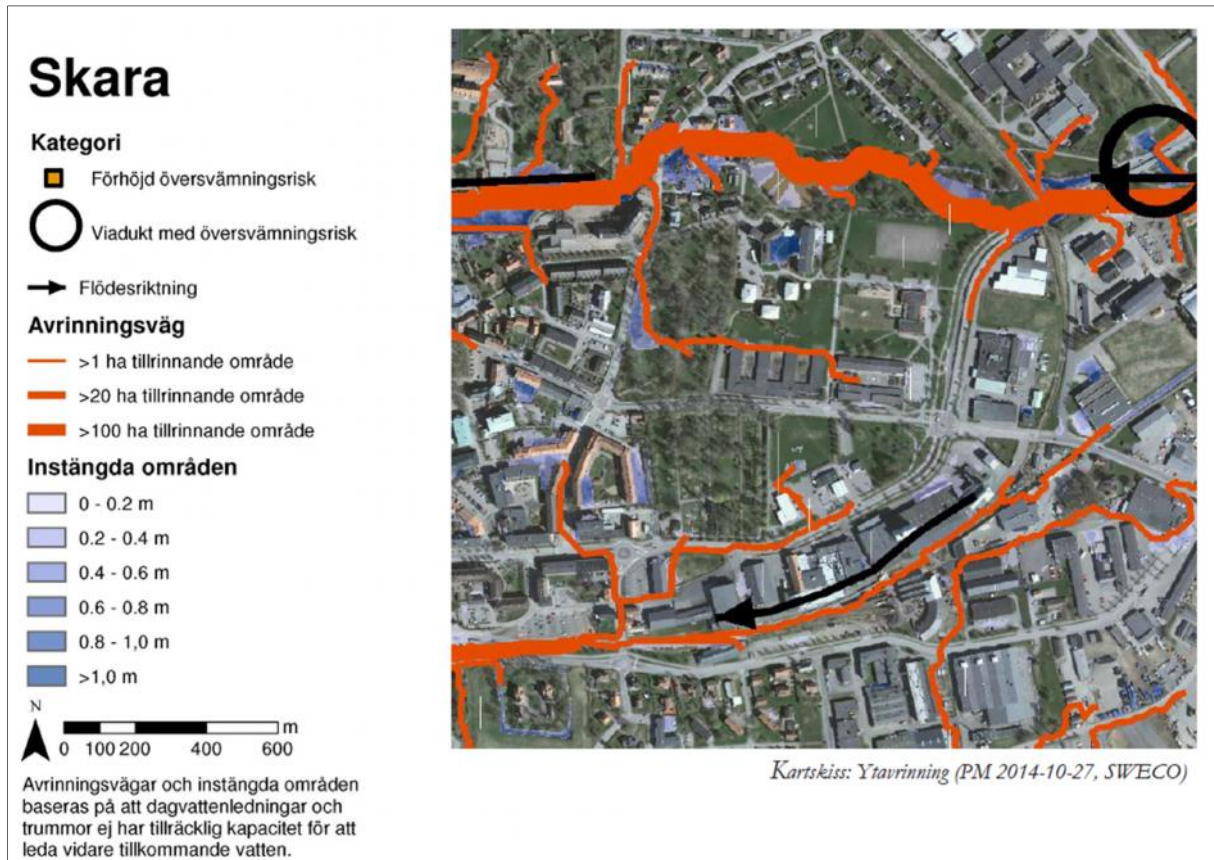 Skara
Kategori
Förhöjd översvämningsrisk
Viadukt med översvämningsrisk
Flödesriktning
Avrinningsväg
>1 ha tillrinnande område
>20 ha tillrinnande område
>100 ha tillrinnande område
Instängda områden
0 - 0.2 m
0.2 - 0.4 m
0.4 - 0.6 m
0.6 - 0.8 m
0.8 - 1,0 m
>1,0 m
N
m
0 100 200 400 600
Avrinningsvägar och instängda områden
baseras på att dagvattenledningar och
trummor ej har tillräcklig kapacitet för att
leda vidare tillkommande vatten.
Kartskiss: Ytavrinning (PM 2014-10-27, SWECO)